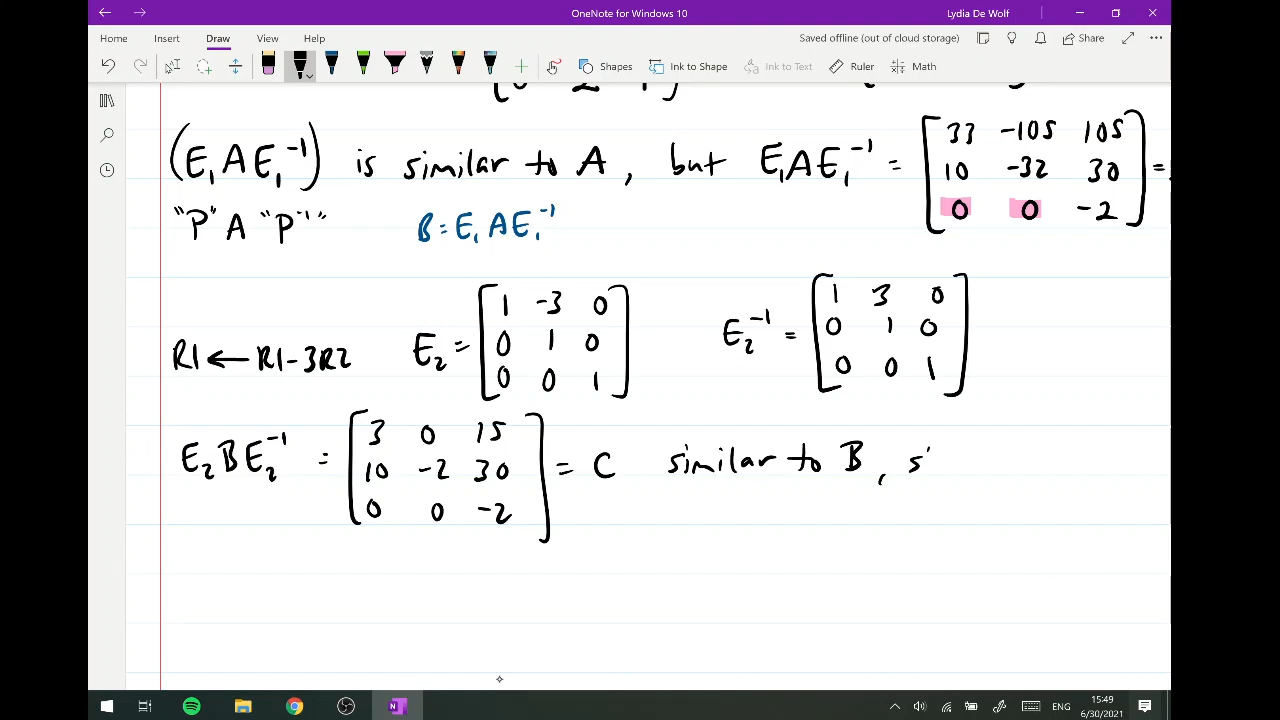 OneNote for Windows 10
Lydia De Wolf
Home Insert Draw View Help
Saved offline (out of cloud storage)
Share
Shapes
Ink to Shape
Ink to Text
Ruler
Math
(E₁AE₁⁻¹) is similar to A, but E₁AE₁⁻¹ = [33 -105 105
10 -32 30
0 0 -2] =
"P" A "P⁻¹" B = E₁AE₁⁻¹
R1 ← R1-3R2 E₂ = [1 -3 0
0 1 0
0 0 1]
E₂⁻¹ = [1 3 0
0 1 0
0 0 1]
E₂BE₂⁻¹ = [3 0 15
10 -2 30
0 0 -2] = C similar to B, si
ENG
15:49
6/30/2021